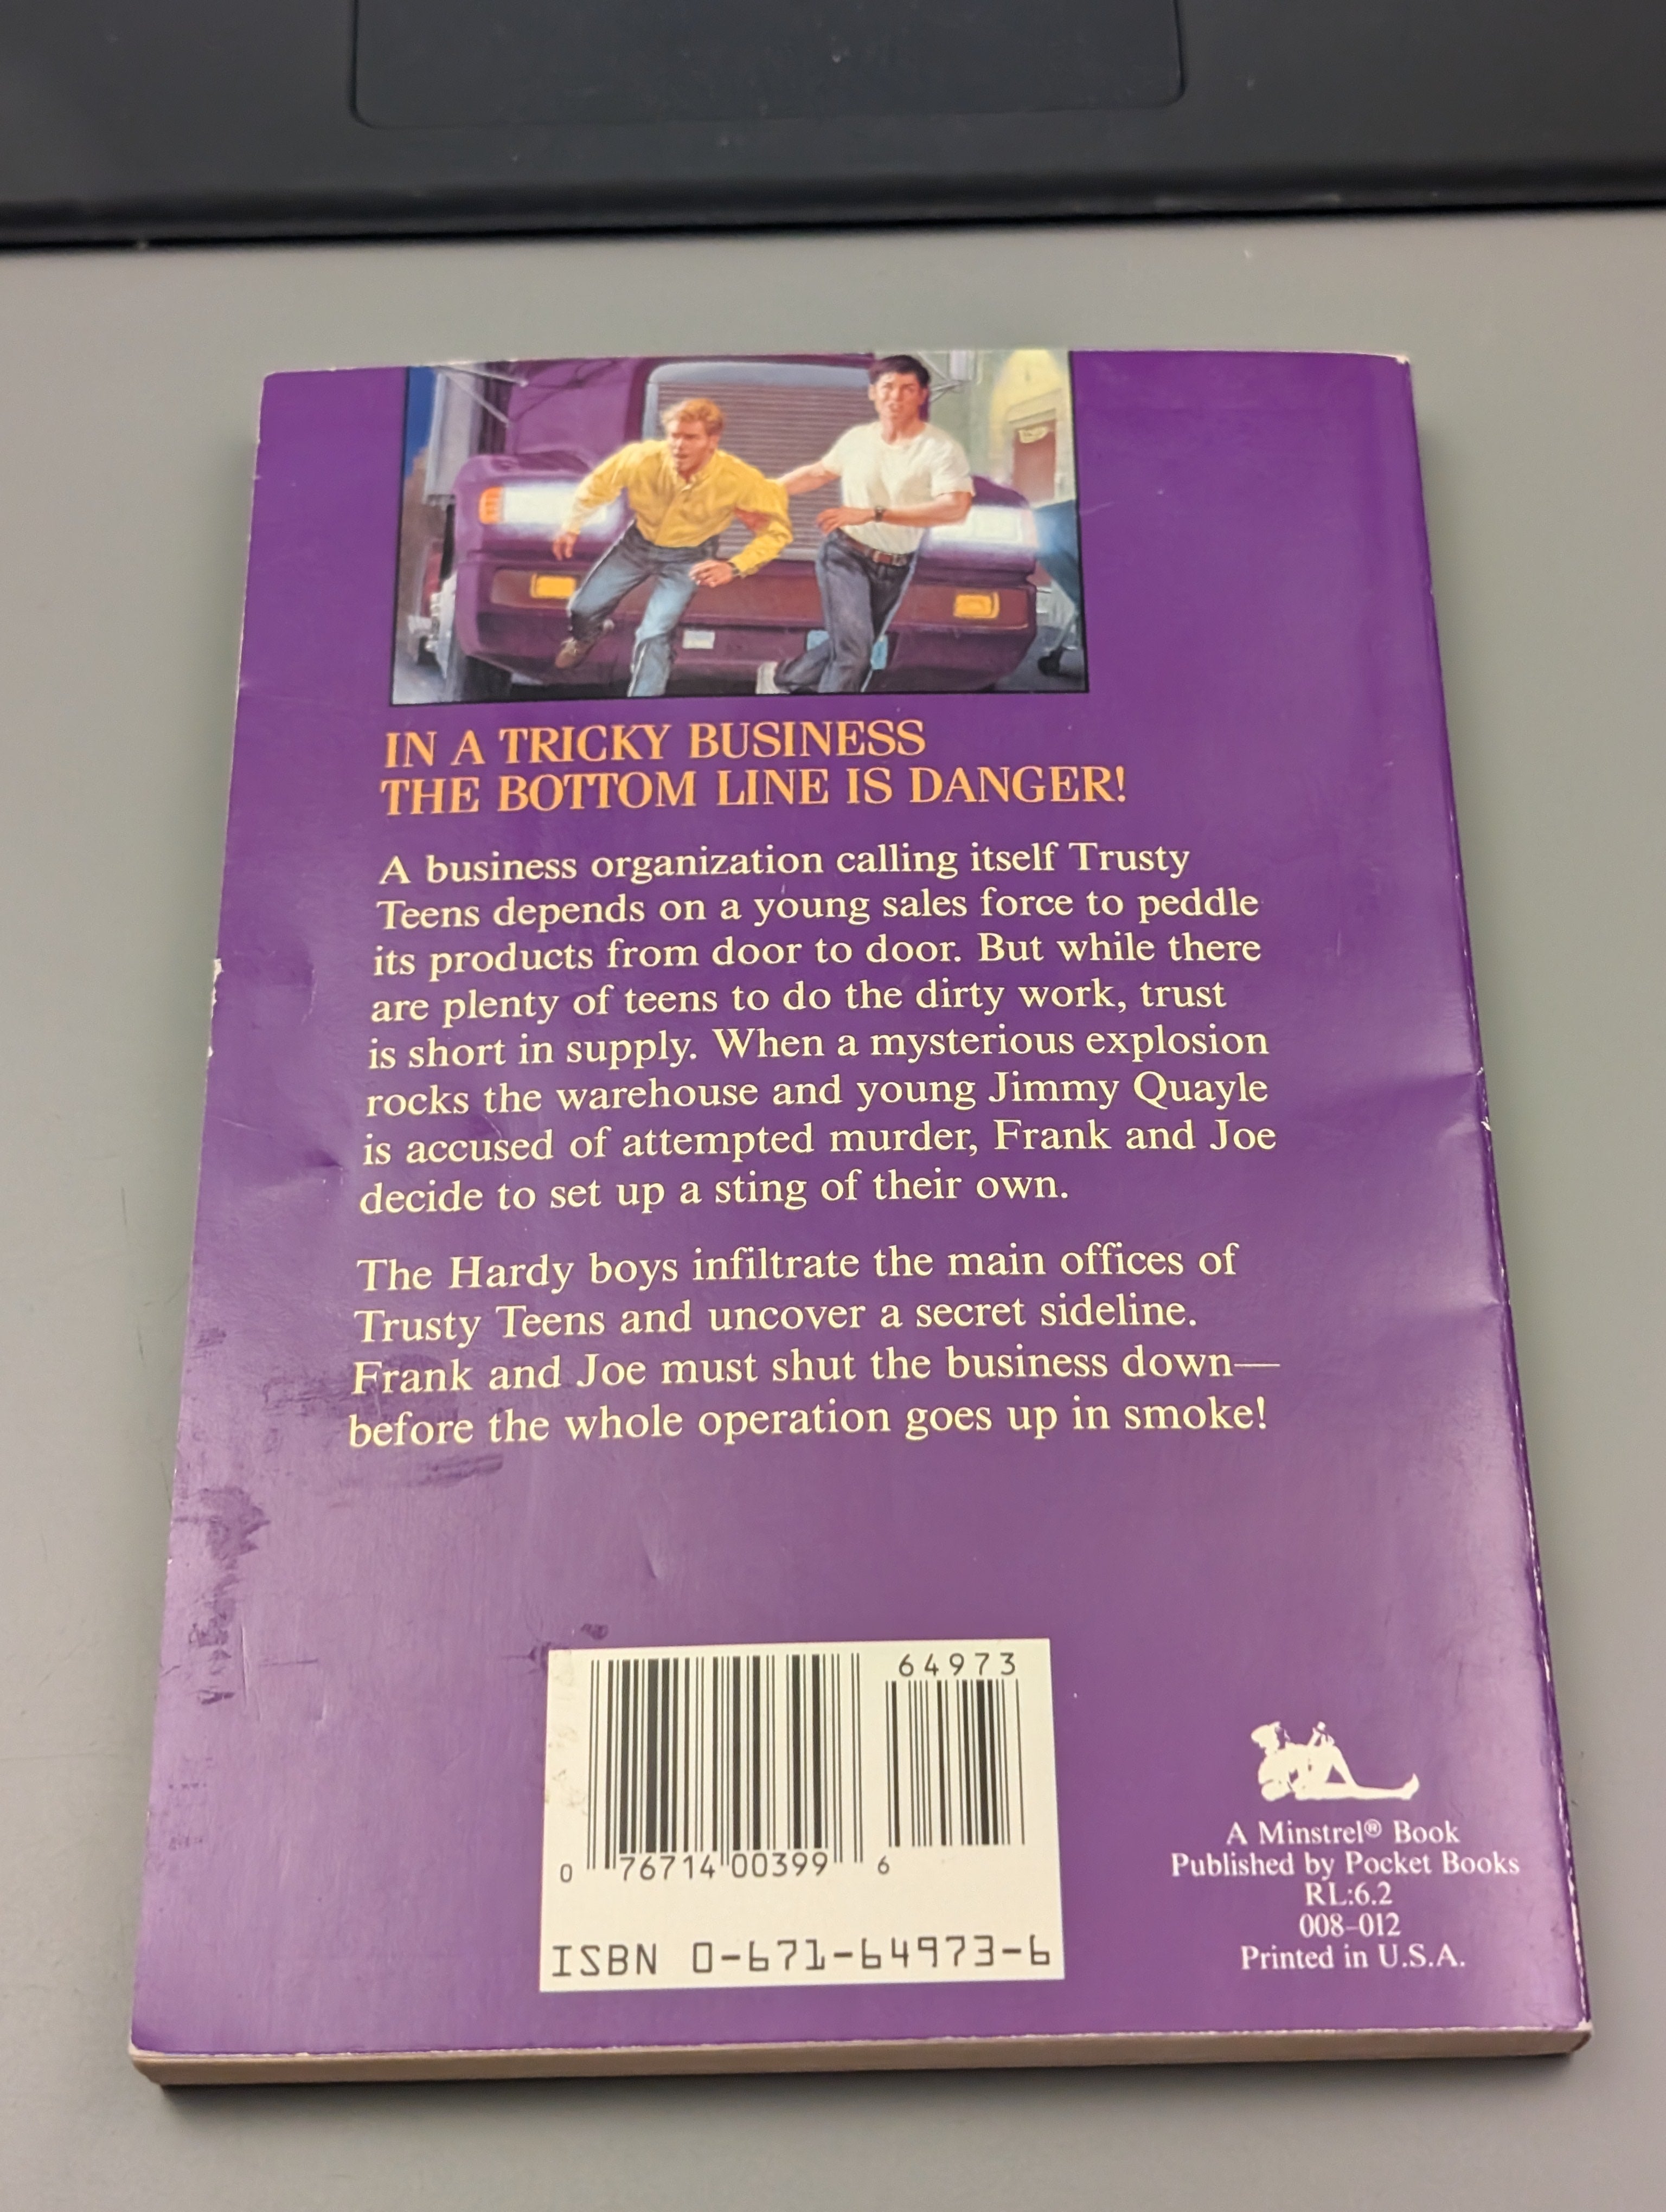 IN A TRICKY BUSINESS
THE BOTTOM LINE IS DANGER!
A business organization calling itself Trusty
Teens depends on a young sales force to peddle
its products from door to door. But while there
are plenty of teens to do the dirty work, trust
is short in supply. When a mysterious explosion
rocks the warehouse and young Jimmy Quayle
is accused of attempted murder, Frank and Joe
decide to set up a sting of their own.
The Hardy boys infiltrate the main offices of
Trusty Teens and uncover a secret sideline.
Frank and Joe must shut the business down—
before the whole operation goes up in smoke!
64973
0 76714 00399 6
ISBN 0-671-64973-6
A Minstrel® Book
Published by Pocket Books
RL:6.2
008-012
Printed in U.S.A.